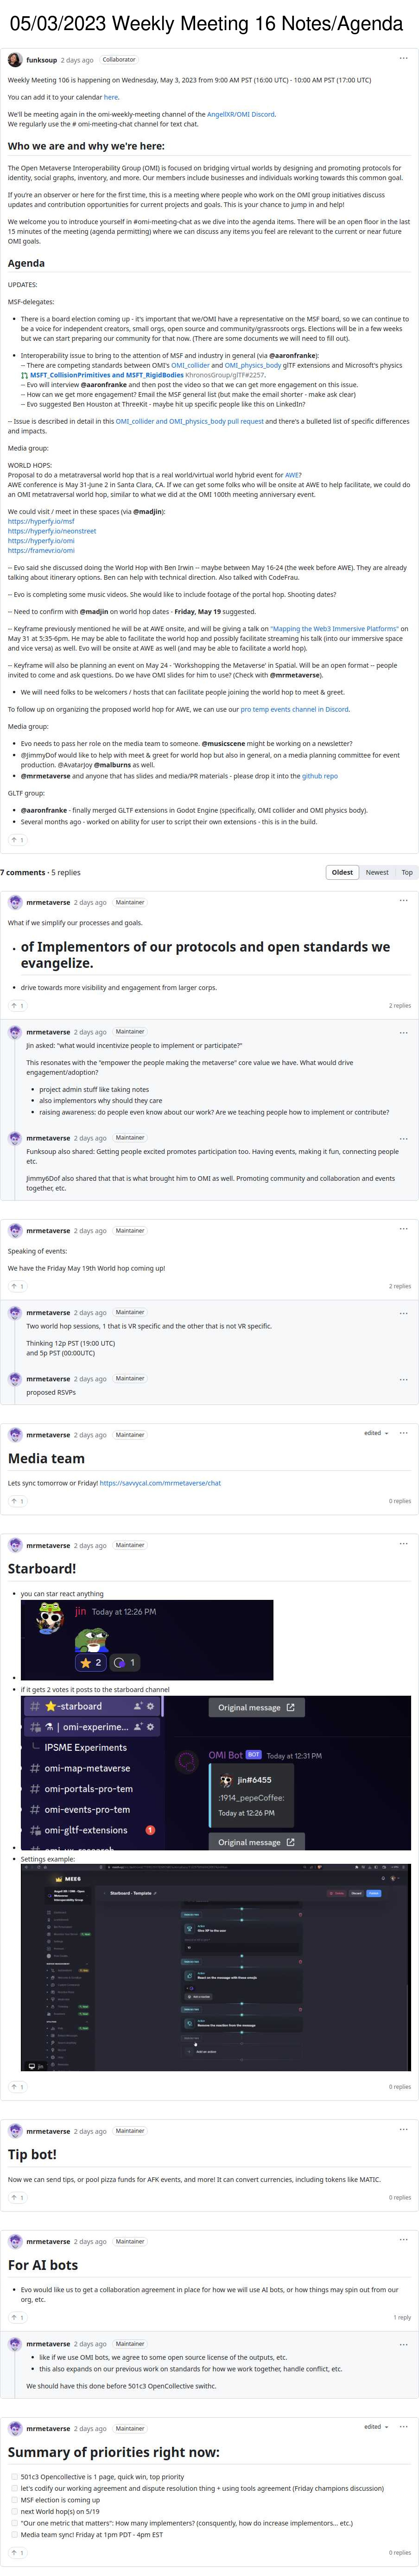 05/03/2023 Weekly Meeting 16 Notes/Agenda
funksoup 2 days ago Collaborator
Weekly Meeting 106 is happening on Wednesday, May 3, 2023 from 9:00 AM PST (16:00 UTC) - 10:00 AM PST (17:00 UTC)
You can add it to your calendar here.
We'll be meeting again in the omi-weekly-meeting channel of the AngellXR/OMI Discord.
We regularly use the # omi-meeting-chat channel for text chat.
Who we are and why we're here:
The Open Metaverse Interoperability Group (OMI) is focused on bridging virtual worlds by designing and promoting protocols for
identity, social graphs, inventory, and more. Our members include businesses and individuals working towards this common goal.
If you're an observer or here for the first time, this is a meeting where people who work on the OMI group initiatives discuss
updates and contribution opportunities for current projects and goals. This is your chance to jump in and help!
We welcome you to introduce yourself in #omi-meeting-chat as we dive into the agenda items. There will be an open floor in the last
15 minutes of the meeting (agenda permitting) where we can discuss any items you feel are relevant to the current or near future
OMI goals.
Agenda
UPDATES:
MSF-delegates:
There is a board election coming up - it's important that we/OMI have a representative on the MSF board, so we can continue to
be a voice for independent creators, small orgs, open source and community/grassroots orgs. Elections will be in a few weeks
but we can start preparing our community for that now. (There are some forms that we will need to fill out).
Interoperability issue to bring to the attention of MSF and industry in general (via @aaronfranke):
-- There are competing standards between OMI's OMI_collider and OMI_physics_body glTF extensions and Microsoft's physics
MSFT_CollisionPrimitives and MSFT_RigidBodies KhronosGroup/glTF#2257.
-- Evo will interview @aaronfranke and post some videos so that we can get more engagement on this issue.
-- How can we get more engagement? Email the MSF general list (but make the email shorter - make ask clear)
-- Evo suggested Ben Houston at ThreeKit - maybe hit up specific people like this on LinkedIn?
-- Issue is described in detail in this OMI_collider and OMI_physics_body pull request and there's a bulleted list of specific differences
and impacts.
Media group:
WORLD HOPS:
Proposal to do a metatraversal world hop that is a real world/virtual world hybrid event for AWE?
AWE conference is May 31-June 2 in Santa Clara, CA. If we can get some folks who will be onsite at AWE to help facilitate, we could do
an OMI metatraversal world hop, similar to what we did at the OMI 100th meeting anniversary event.
We could visit / meet in these spaces (via @madjin):
https://hyperfy.io/msf
https://hyperfy.io/neonstreet
https://hyperfy.io/omi
https://framevr.io/omi
-- Evo said she discussed doing the World Hop with Ben Irwin -- maybe between May 16-24 (the week before AWE). They are already
talking about itinerary options. Ben can help with technical direction. Also talked with CodeFrau.
-- Evo is completing some music videos. She would like to include footage of the portal hop. Shooting dates?
-- Need to confirm with @madjin on world hop dates - Friday, May 19 suggested.
-- Keyframe previously mentioned he will be at AWE onsite, and will be giving a talk on "Mapping the Web3 Immersive Platforms" on
May 31 at 5:35-6pm. He may be able to facilitate the world hop and possibly facilitate streaming his talk (into our immersive space
and vice versa) as well. Evo will be onsite at AWE as well (and may be able to facilitate a world hop).
-- Keyframe will also be planning an event on May 24 - 'Workshopping the Metaverse' in Spatial. Will be an open format -- people
invited to come and ask questions. Do we have OMI slides for him to use? (Check with @mrmetaverse).
We will need folks to be welcomers / hosts that can facilitate people joining the world hop to meet & greet.
To follow up on organizing the proposed world hop for AWE, we can use our pro temp events channel in Discord.
Media group:
Evo needs to pass her role on the media team to someone. @musicscene might be working on a newsletter?
@JimmyDof would like to help with meet & greet for world hop but also in general, on a media planning committee for event
production. @AvatarJoy @malburns as well.
@mrmetaverse and anyone that has slides and media/PR materials - please drop it into the github repo
GLTF group:
@aaronfranke - finally merged GLTF extensions in Godot Engine (specifically, OMI collider and OMI physics body).
Several months ago - worked on ability for user to script their own extensions - this is in the build.
1
7 comments · 5 replies
Oldest Newest Top
mrmetaverse 2 days ago Maintainer
What if we simplify our processes and goals.
of Implementors of our protocols and open standards we
evangelize.
drive towards more visibility and engagement from larger corps.
1 2 replies
mrmetaverse 2 days ago Maintainer
Jin asked: "what would incentivize people to implement or participate?"
This resonates with the "empower the people making the metaverse" core value we have. What would drive
engagement/adoption?
project admin stuff like taking notes
also implementors why should they care
raising awareness: do people even know about our work? Are we teaching people how to implement or contribute?
mrmetaverse 2 days ago Maintainer
Funksoup also shared: Getting people excited promotes participation too. Having events, making it fun, connecting people
etc.
Jimmy6Dof also shared that that is what brought him to OMI as well. Promoting community and collaboration and events
together, etc.
mrmetaverse 2 days ago Maintainer
Speaking of events:
We have the Friday May 19th World hop coming up!
1 2 replies
mrmetaverse 2 days ago Maintainer
Two world hop sessions, 1 that is VR specific and the other that is not VR specific.
Thinking 12p PST (19:00 UTC)
and 5p PST (00:00UTC)
mrmetaverse 2 days ago Maintainer
proposed RSVPs
mrmetaverse 2 days ago Maintainer edited
Media team
Lets sync tomorrow or Friday! https://savvycal.com/mrmetaverse/chat
1 0 replies
mrmetaverse 2 days ago Maintainer
Starboard!
you can star react anything
jin Today at 12:26 PM
2 1
if it gets 2 votes it posts to the starboard channel
# ⭐-starboard
# | omi-experime...
IPSME Experiments
# omi-map-metaverse
# omi-portals-pro-tem
# omi-events-pro-tem
# omi-gltf-extensions 1
Original message
OMI Bot BOT Today at 12:31 PM
jin#6455
:1914_pepeCoffee:
Today at 12:26 PM
Original message
Settings example:
MEE6
Starboard - Template
jin
1 0 replies
mrmetaverse 2 days ago Maintainer
Tip bot!
Now we can send tips, or pool pizza funds for AFK events, and more! It can convert currencies, including tokens like MATIC.
1 0 replies
mrmetaverse 2 days ago Maintainer
For AI bots
Evo would like us to get a collaboration agreement in place for how we will use AI bots, or how things may spin out from our
org, etc.
1 1 reply
mrmetaverse 2 days ago Maintainer
like if we use OMI bots, we agree to some open source license of the outputs, etc.
this also expands on our previous work on standards for how we work together, handle conflict, etc.
We should have this done before 501c3 OpenCollective swithc.
mrmetaverse 2 days ago Maintainer edited
Summary of priorities right now:
501c3 Opencollective is 1 page, quick win, top priority
let's codify our working agreement and dispute resolution thing + using tools agreement (Friday champions discussion)
MSF election is coming up
next World hop(s) on 5/19
"Our one metric that matters": How many implementers? (consquently, how do increase implementors... etc.)
Media team sync! Friday at 1pm PDT - 4pm EST
1 0 replies